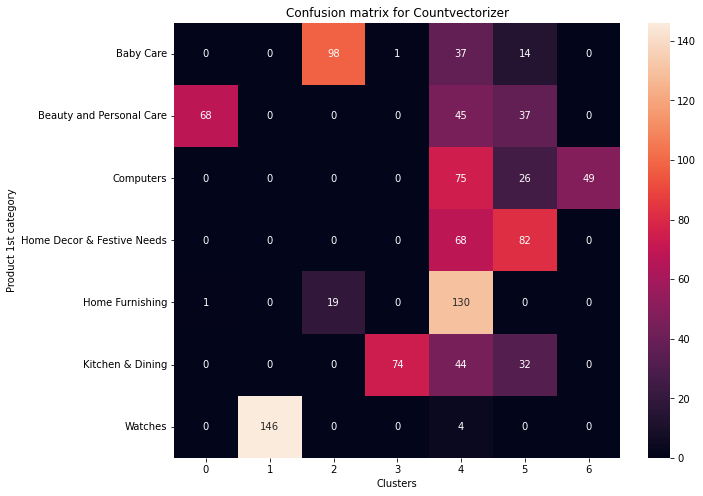 Confusion matrix for Countvectorizer
Product 1st category
Baby Care 0 0 98 1 37 14 0
Beauty and Personal Care 68 0 0 0 45 37 0
Computers 0 0 0 0 75 26 49
Home Decor & Festive Needs 0 0 0 0 68 82 0
Home Furnishing 1 0 19 0 130 0 0
Kitchen & Dining 0 0 0 74 44 32 0
Watches 0 146 0 0 4 0 0
0 1 2 3 4 5 6
Clusters
140
120
100
80
60
40
20
0